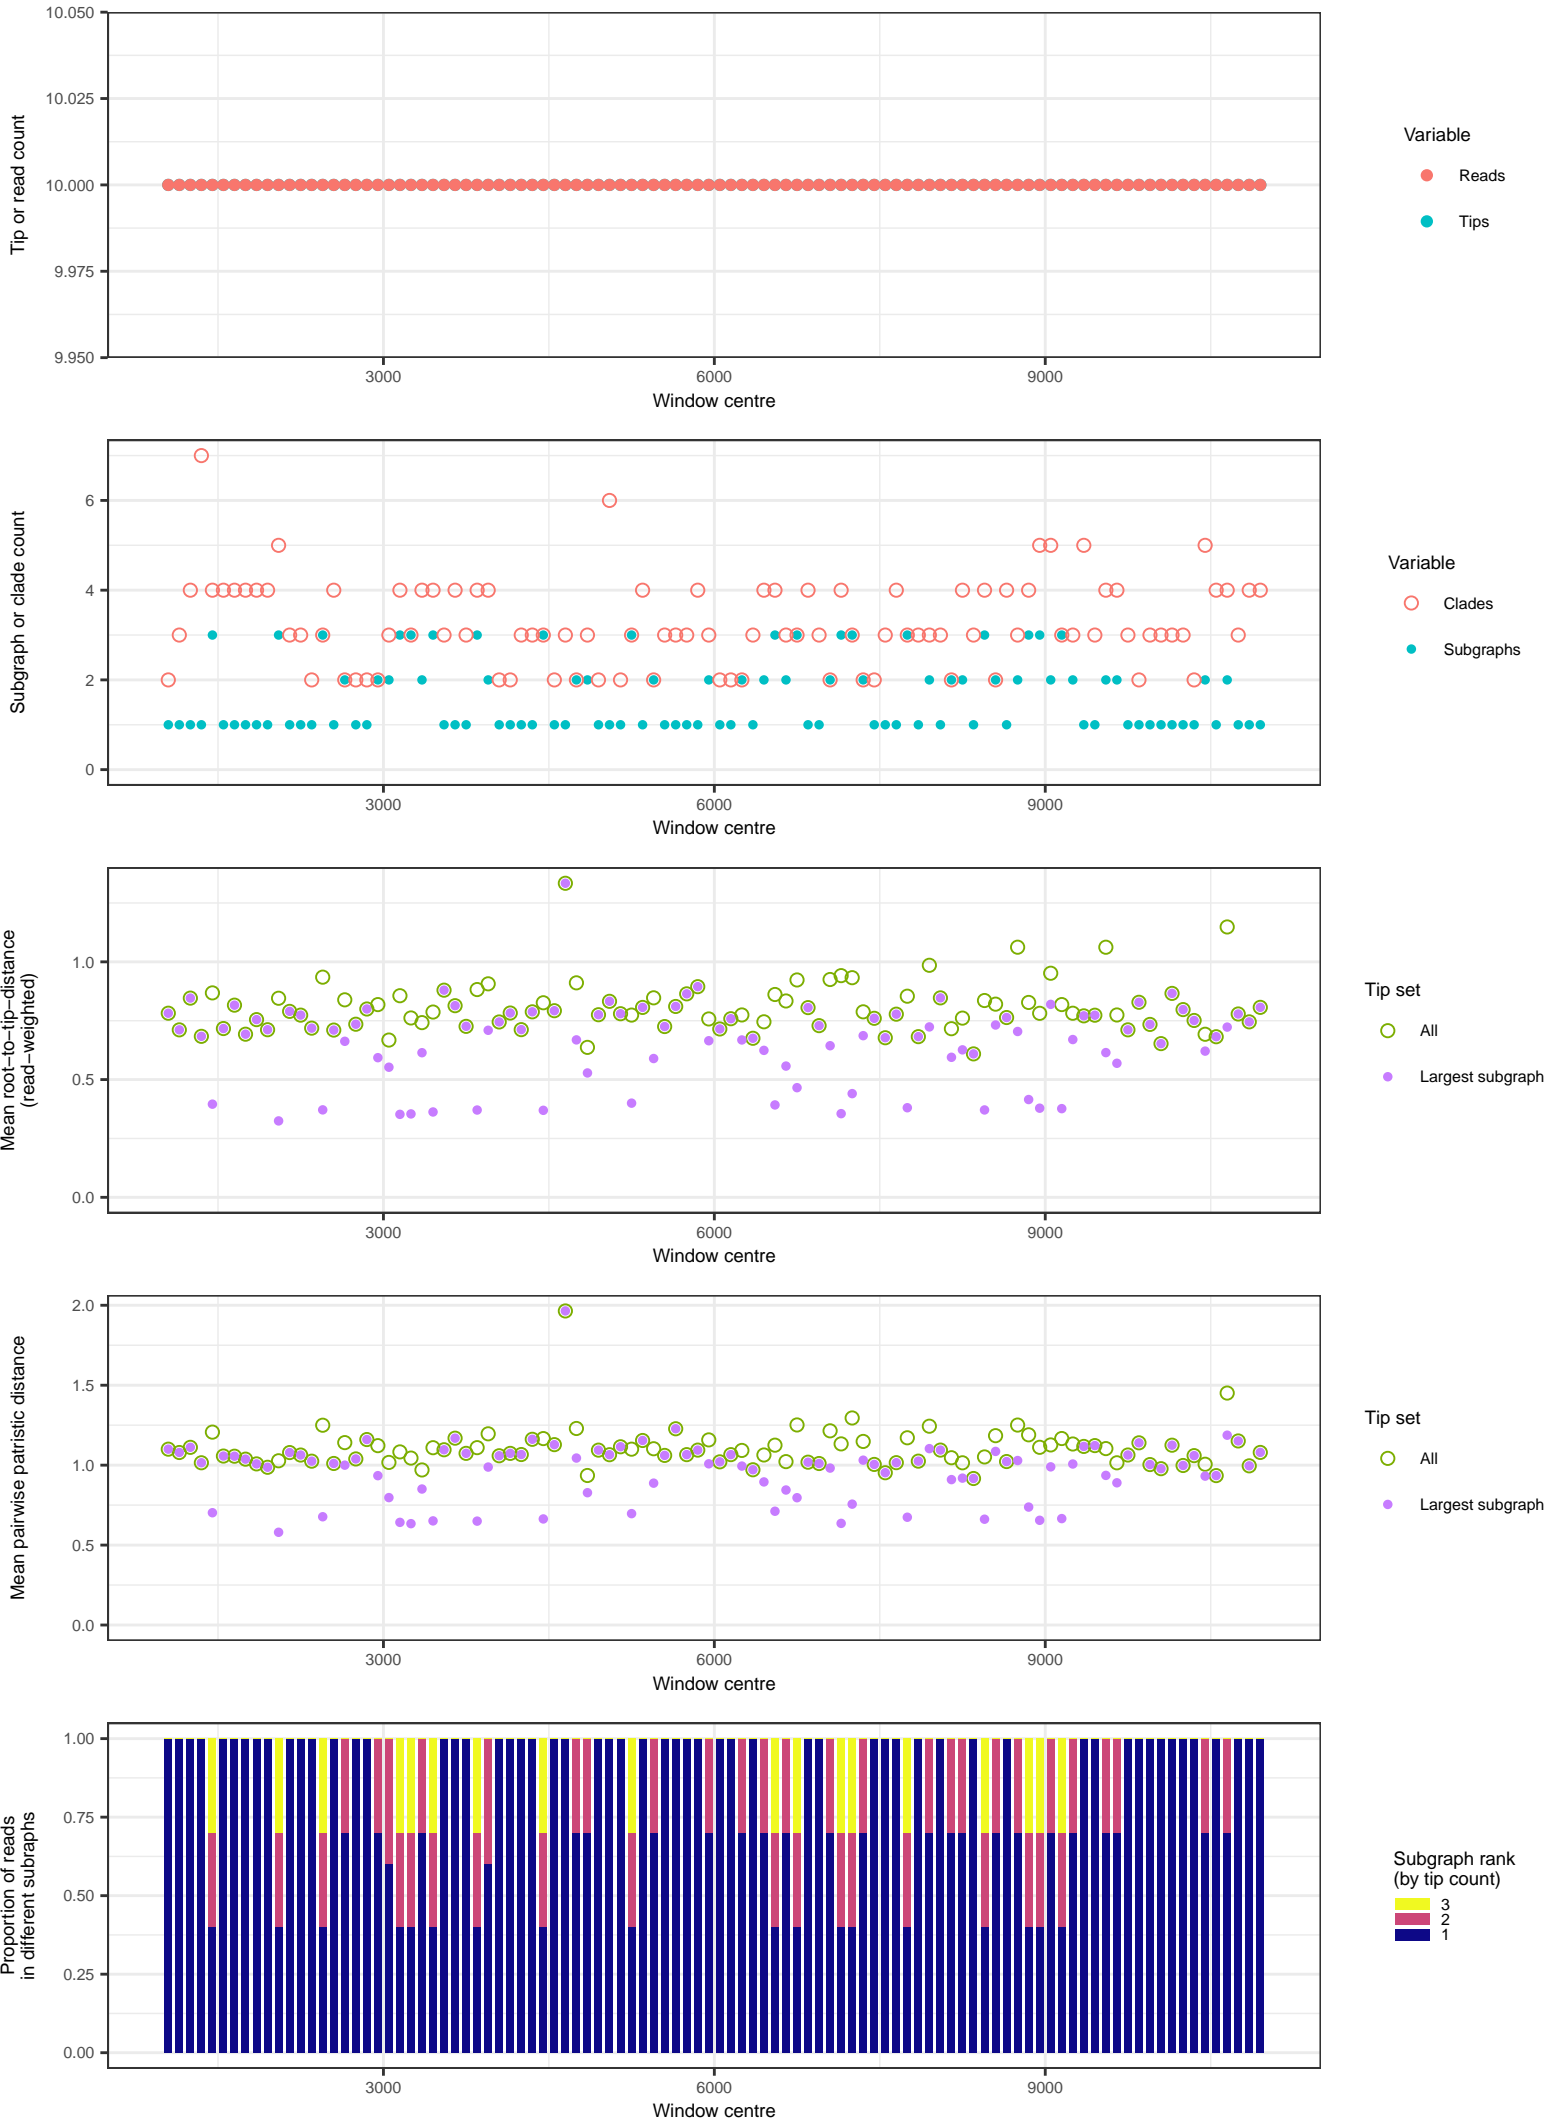 10.050
10.025
10.000
9.975
9.950
Tip or read count
3000
6000
9000
Window centre
Variable
Reads
Tips
6
4
2
0
Subgraph or clade count
3000
6000
9000
Window centre
Variable
Clades
Subgraphs
1.0
0.5
0.0
Mean root−to−tip−distance
(read−weighted)
3000
6000
9000
Window centre
Tip set
All
Largest subgraph
2.0
1.5
1.0
0.5
0.0
Mean pairwise patristic distance
3000
6000
9000
Window centre
Tip set
All
Largest subgraph
1.00
0.75
0.50
0.25
0.00
Proportion of reads
in different subraphs
3000
6000
9000
Window centre
Subgraph rank
(by tip count)
3
2
1